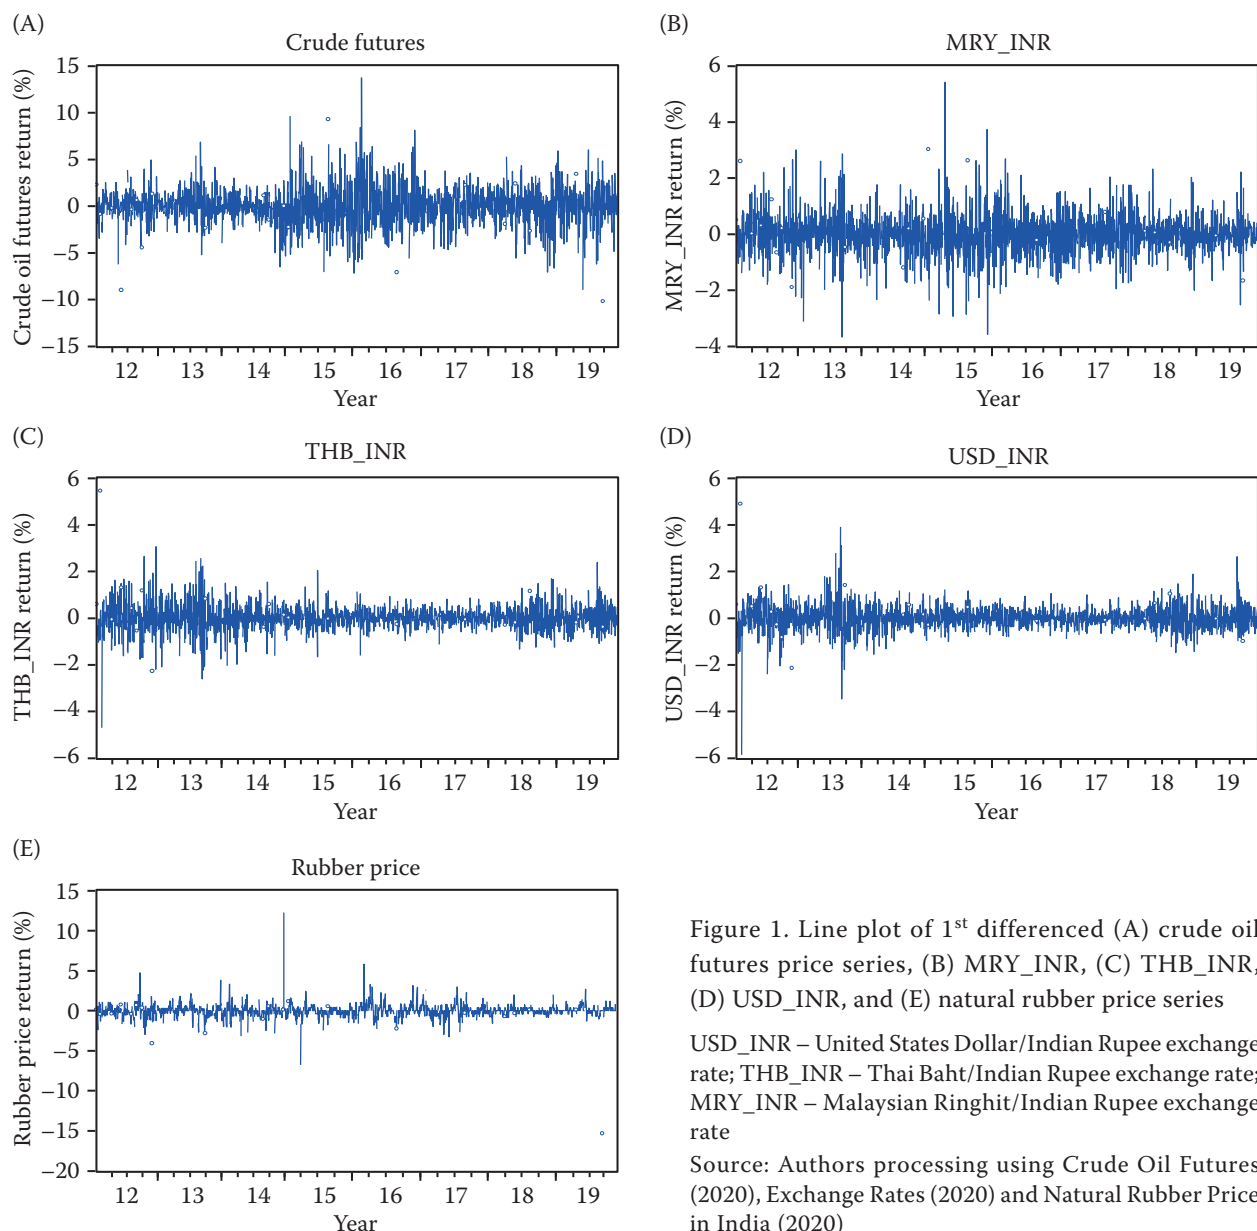 (A)
Crude futures
Crude oil futures return (%)
15
10
5
0
–5
–10
–15
12 13 14 15 16 17 18 19
Year
(B)
MRY_INR
MRY_INR return (%)
6
4
2
0
–2
–4
12 13 14 15 16 17 18 19
Year
(C)
THB_INR
THB_INR return (%)
6
4
2
0
–2
–4
–6
12 13 14 15 16 17 18 19
Year
(D)
USD_INR
USD_INR return (%)
6
4
2
0
–2
–4
–6
12 13 14 15 16 17 18 19
Year
(E)
Rubber price
Rubber price return (%)
15
10
5
0
–5
–10
–15
–20
12 13 14 15 16 17 18 19
Year
Figure 1. Line plot of 1st differenced (A) crude oil
futures price series, (B) MRY_INR, (C) THB_INR,
(D) USD_INR, and (E) natural rubber price series
USD_INR – United States Dollar/Indian Rupee exchange
rate; THB_INR – Thai Baht/Indian Rupee exchange rate;
MRY_INR – Malaysian Ringhit/Indian Rupee exchange
rate
Source: Authors processing using Crude Oil Futures
(2020), Exchange Rates (2020) and Natural Rubber Price
in India (2020)